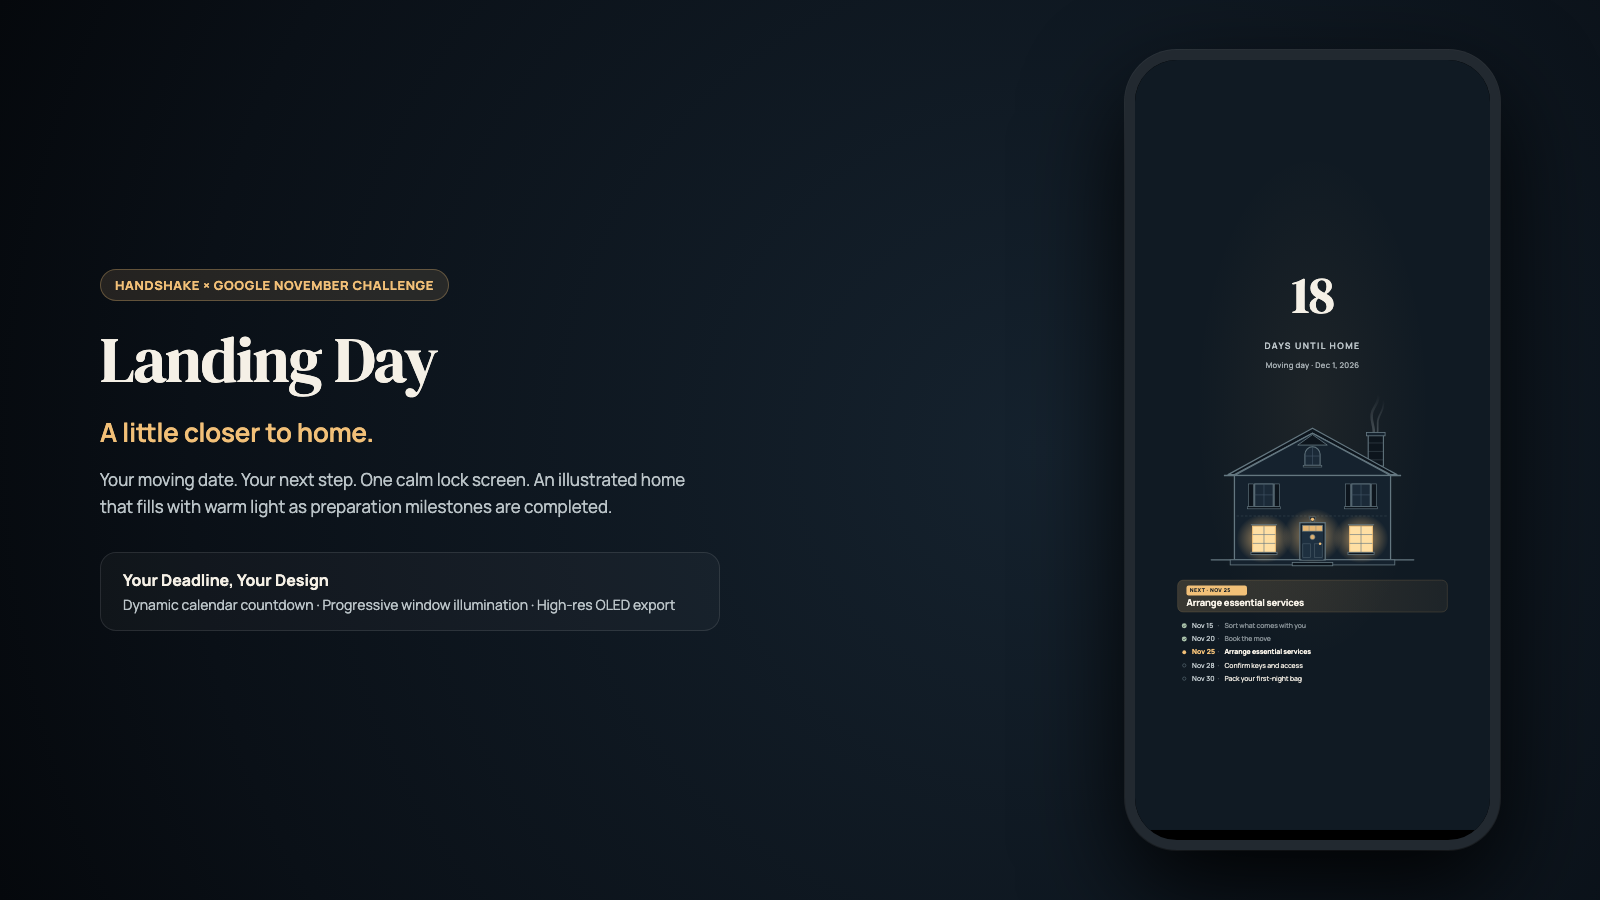 HANDSHAKE × GOOGLE NOVEMBER CHALLENGE
Landing Day
A little closer to home.
Your moving date. Your next step. One calm lock screen. An illustrated home
that fills with warm light as preparation milestones are completed.
Your Deadline, Your Design
Dynamic calendar countdown · Progressive window illumination · High-res OLED export
18
DAYS UNTIL HOME
Moving day · Dec 1, 2026
NEXT · NOV 25
Arrange essential services
Nov 15 · Sort what comes with you
Nov 20 · Book the move
Nov 25 · Arrange essential services
Nov 28 · Confirm keys and access
Nov 30 · Pack your first-night bag